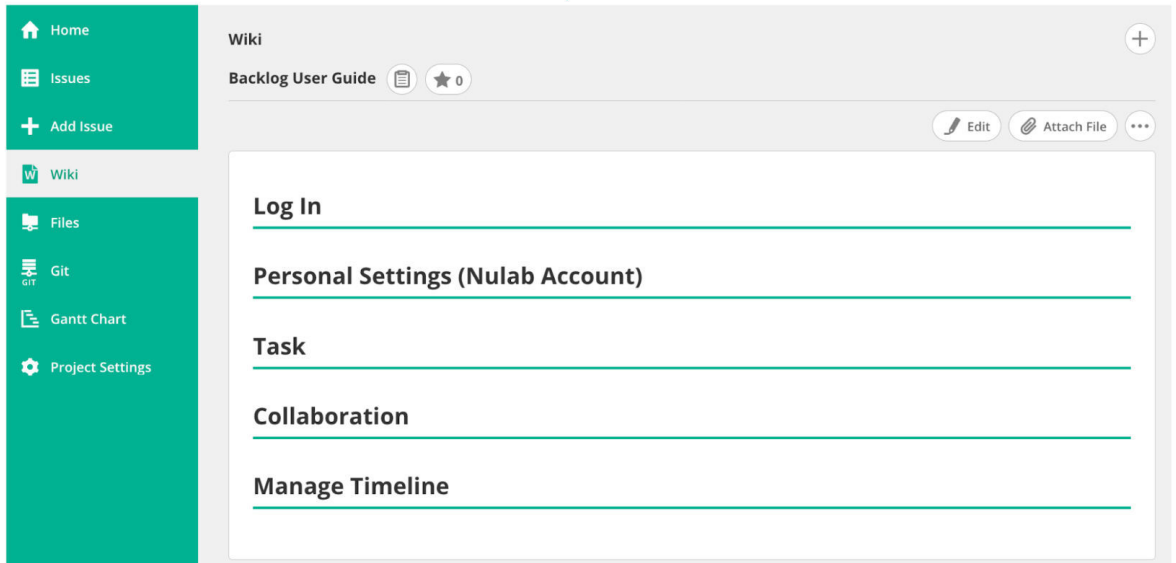 Home
Issues
Add Issue
Wiki
Files
GIT
Git
Gantt Chart
Project Settings
Wiki
Backlog User Guide
0
Edit
Attach File
Log In
Personal Settings (Nulab Account)
Task
Collaboration
Manage Timeline